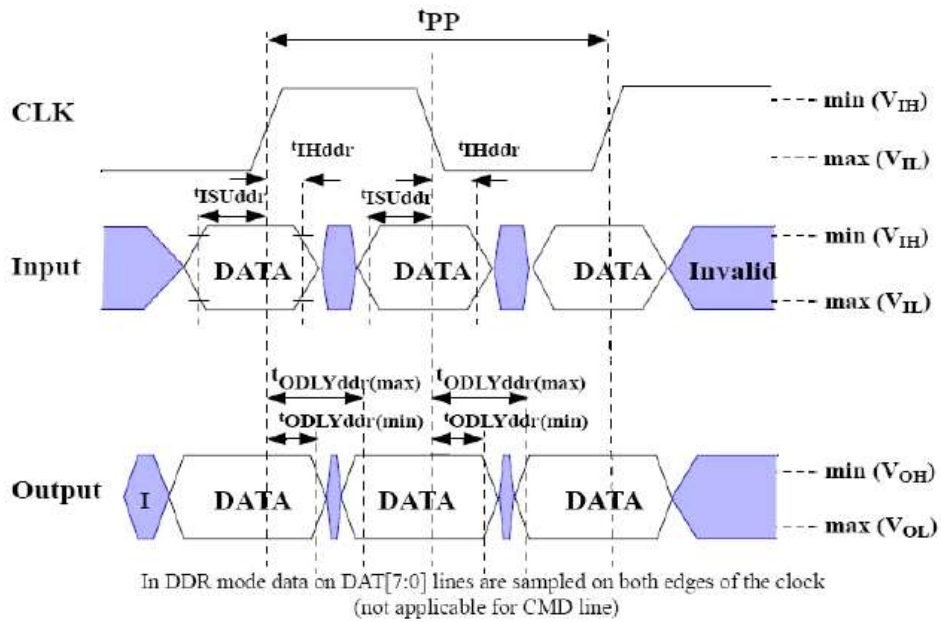 tPP
CLK
min (VIH)
tIHddr
tIHddr
max (VIL)
tISUddr
tISUddr
min (VIH)
Input
DATA
DATA
DATA
Invalid
max (VIL)
tODLYddr(max)
tODLYddr(max)
tODLYddr(min)
tODLYddr(min)
min (VOH)
Output
I
DATA
DATA
DATA
max (VOL)
In DDR mode data on DAT[7:0] lines are sampled on both edges of the clock
(not applicable for CMD line)